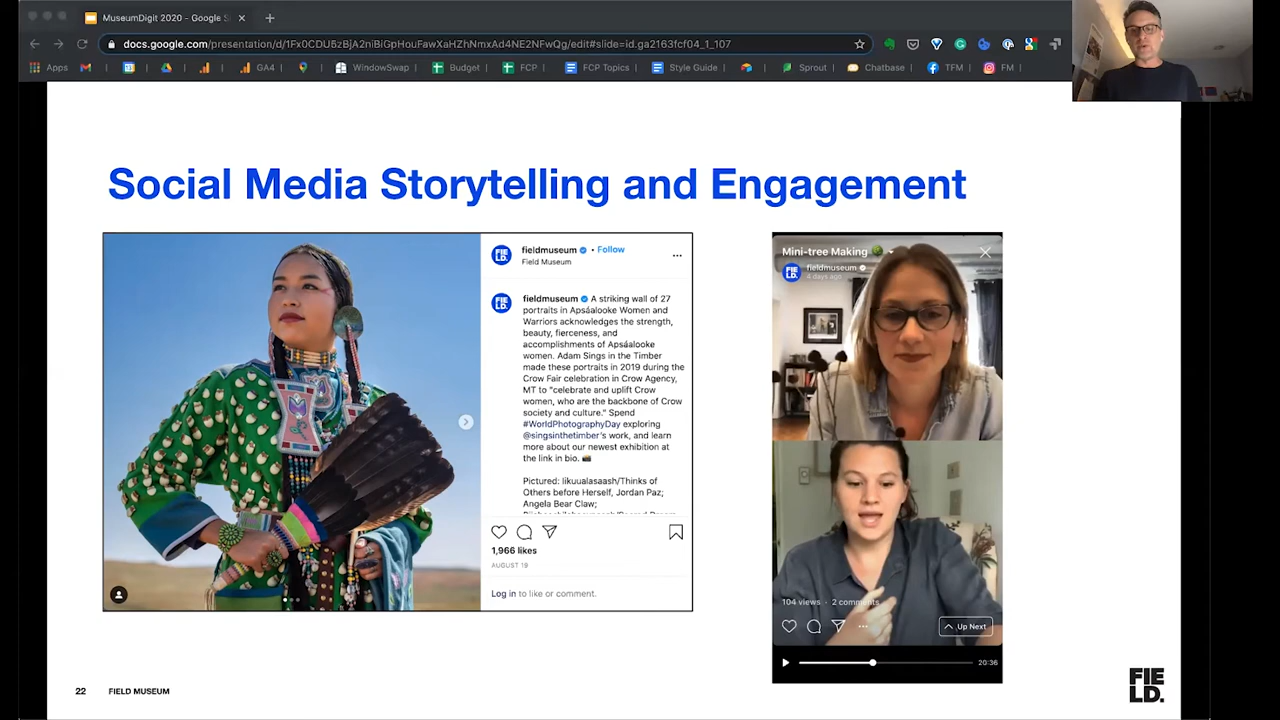 MuseumDigit 2020 - Google S
docs.google.com/presentation/d/1Fx0CDU5zBjA2niBiGpHouFawXaHZhNmxAd4NE2NFwQg/edit#slide=id.ga2163fcf04_1_107
Apps GA4 WindowSwap Budget FCP FCP Topics Style Guide Sprout Chatbase TFM FM
Social Media Storytelling and Engagement
fieldmuseum • Follow
Field Museum
fieldmuseum A striking wall of 27
portraits in Apsáalooke Women and
Warriors acknowledges the strength,
beauty, fierceness, and
accomplishments of Apsáalooke
women. Adam Sings in the Timber
made these portraits in 2019 during the
Crow Fair celebration in Crow Agency,
MT to "celebrate and uplift Crow
women, who are the backbone of Crow
society and culture." Spend
#WorldPhotographyDay exploring
@singsinthetimber's work, and learn
more about our newest exhibition at
the link in bio.
Pictured: Iikuualasaash/Thinks of
Others before Herself, Jordan Paz;
Angela Bear Claw;
1,966 likes
AUGUST 19
Log in to like or comment.
Mini-tree Making
fieldmuseum
4 days ago
104 views · 2 comments
Up Next
20:36
22 FIELD MUSEUM
FIE
LD.